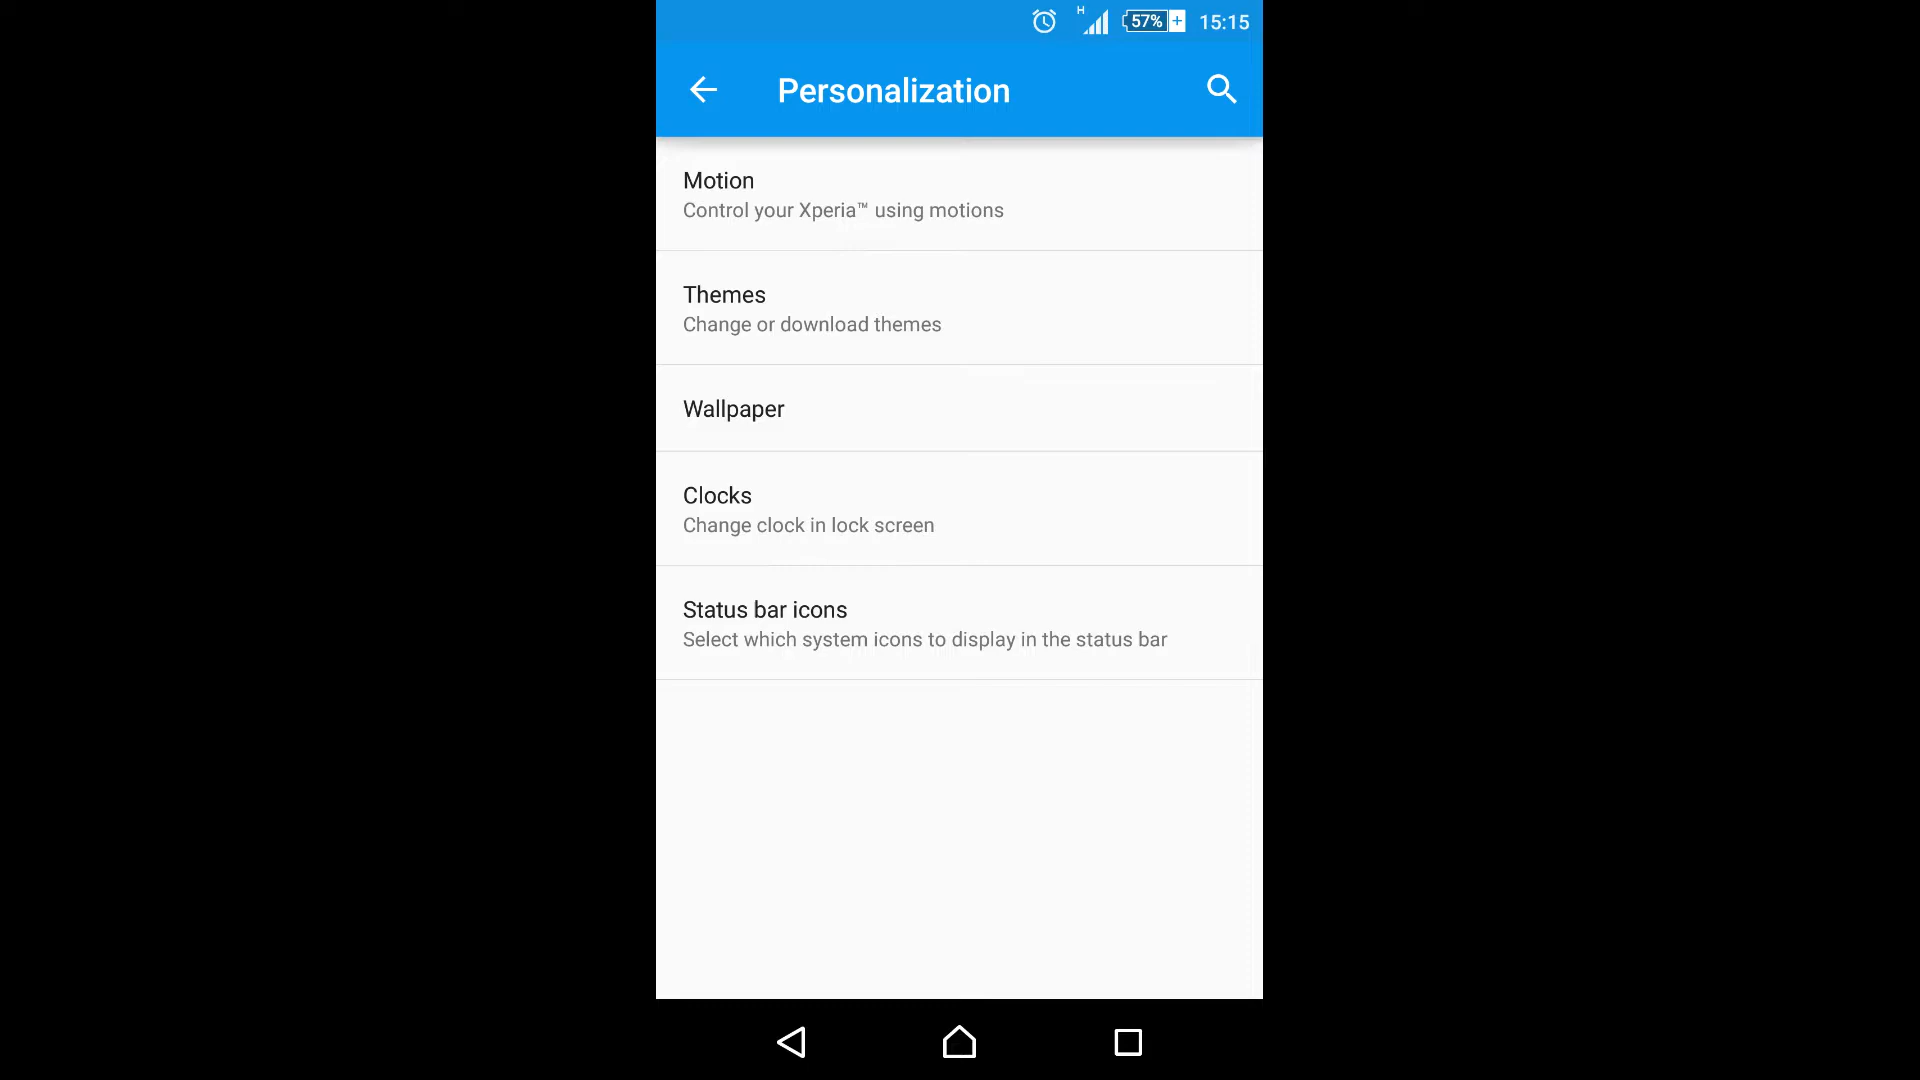 H 57% 15:15
Personalization
Motion
Control your Xperia™ using motions
Themes
Change or download themes
Wallpaper
Clocks
Change clock in lock screen
Status bar icons
Select which system icons to display in the status bar